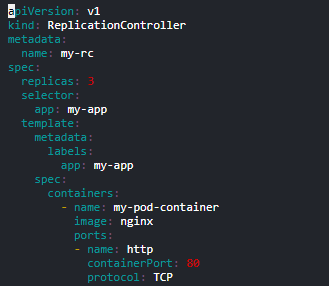 apiVersion: v1
kind: ReplicationController
metadata:
  name: my-rc
spec:
  replicas: 3
  selector:
    app: my-app
  template:
    metadata:
      labels:
        app: my-app
    spec:
      containers:
        - name: my-pod-container
          image: nginx
          ports:
          - name: http
            containerPort: 80
            protocol: TCP